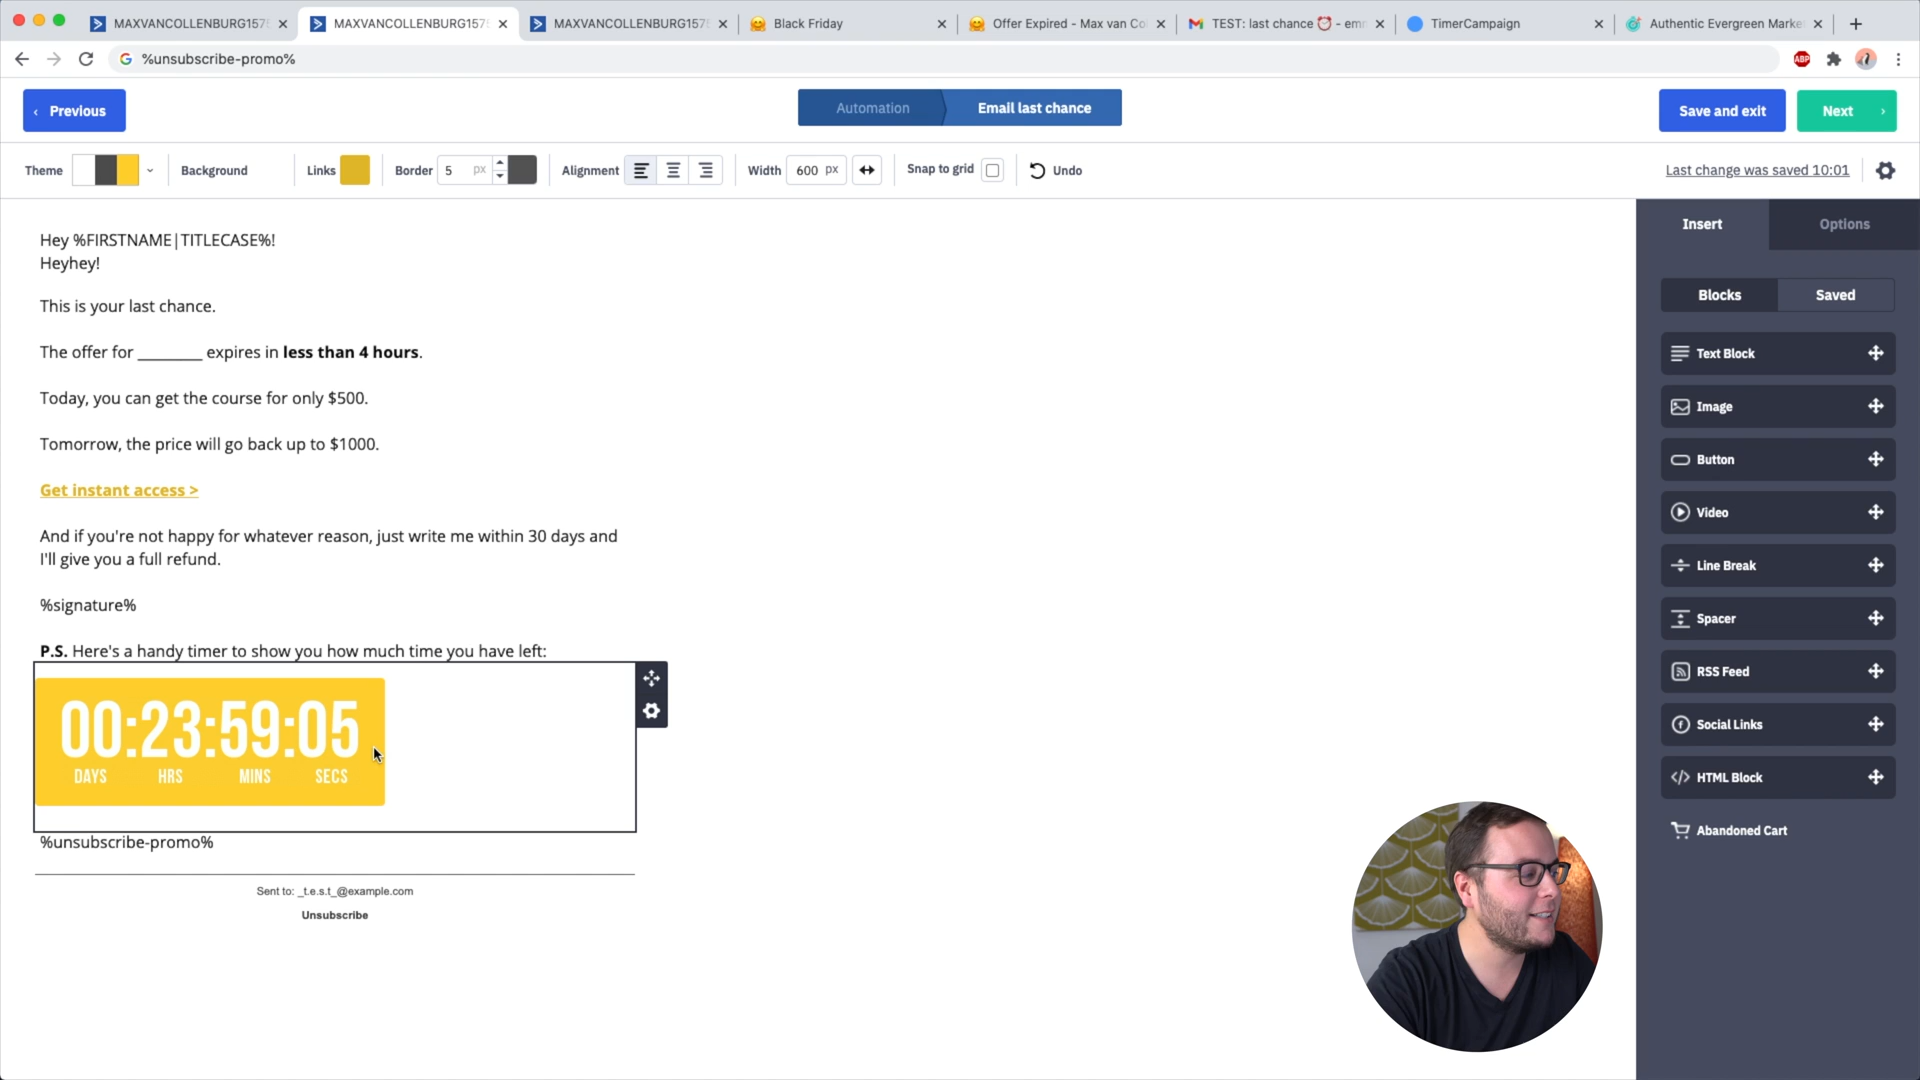 MAXVANCOLLENBURG157
MAXVANCOLLENBURG157
MAXVANCOLLENBURG157
Black Friday
Offer Expired - Max van Co
TEST: last chance ⏰ - em
TimerCampaign
Authentic Evergreen Marke
%unsubscribe-promo%
ABP
Previous
Automation
Email last chance
Save and exit
Next
Theme
Background
Links
Border
5
px
Alignment
Width
600 px
Snap to grid
Undo
Last change was saved 10:01
Hey %FIRSTNAME|TITLECASE%!
Heyhey!
This is your last chance.
The offer for ________ expires in less than 4 hours.
Today, you can get the course for only $500.
Tomorrow, the price will go back up to $1000.
Get instant access >
And if you're not happy for whatever reason, just write me within 30 days and
I'll give you a full refund.
%signature%
P.S. Here's a handy timer to show you how much time you have left:
00:23:59:05
DAYS HRS MINS SECS
%unsubscribe-promo%
Sent to: _t.e.s.t_@example.com
Unsubscribe
Insert
Options
Blocks
Saved
Text Block
Image
Button
Video
Line Break
Spacer
RSS Feed
Social Links
HTML Block
Abandoned Cart